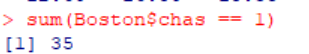 > sum(Boston$chas == 1)
[1] 35